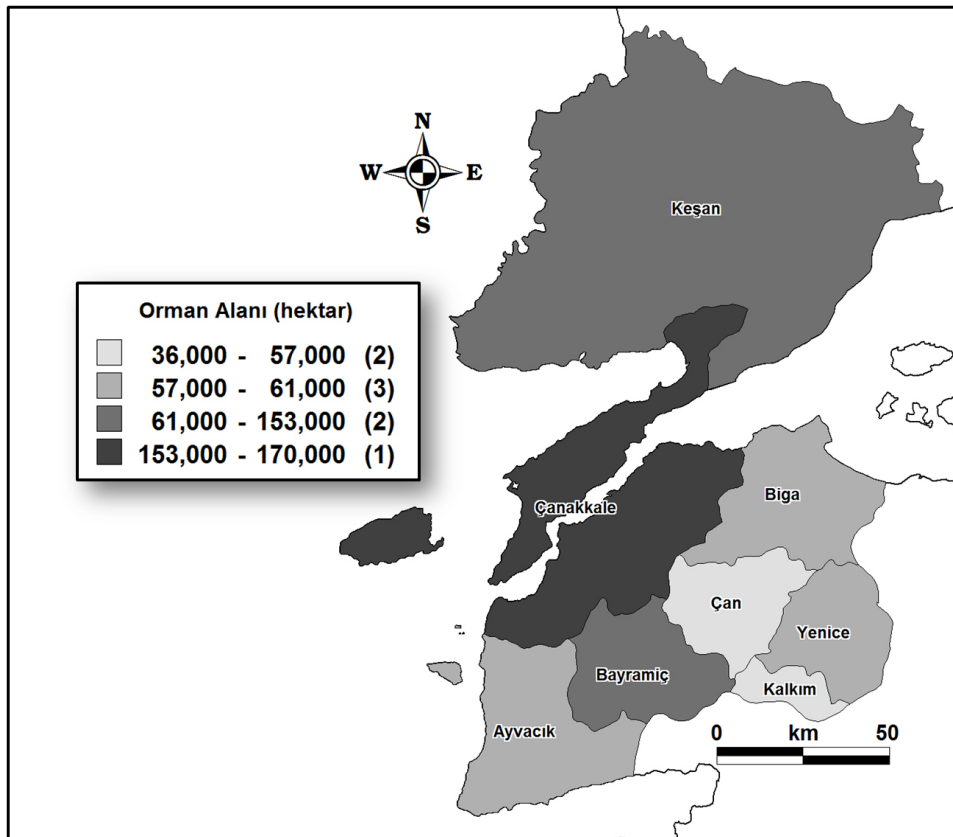 N
W E
S
Keşan
Orman Alanı (hektar)
36,000 - 57,000 (2)
57,000 - 61,000 (3)
61,000 - 153,000 (2)
153,000 - 170,000 (1)
Biga
Çanakkale
Çan
Yenice
Bayramiç
Kalkım
Ayvacık
0 km 50